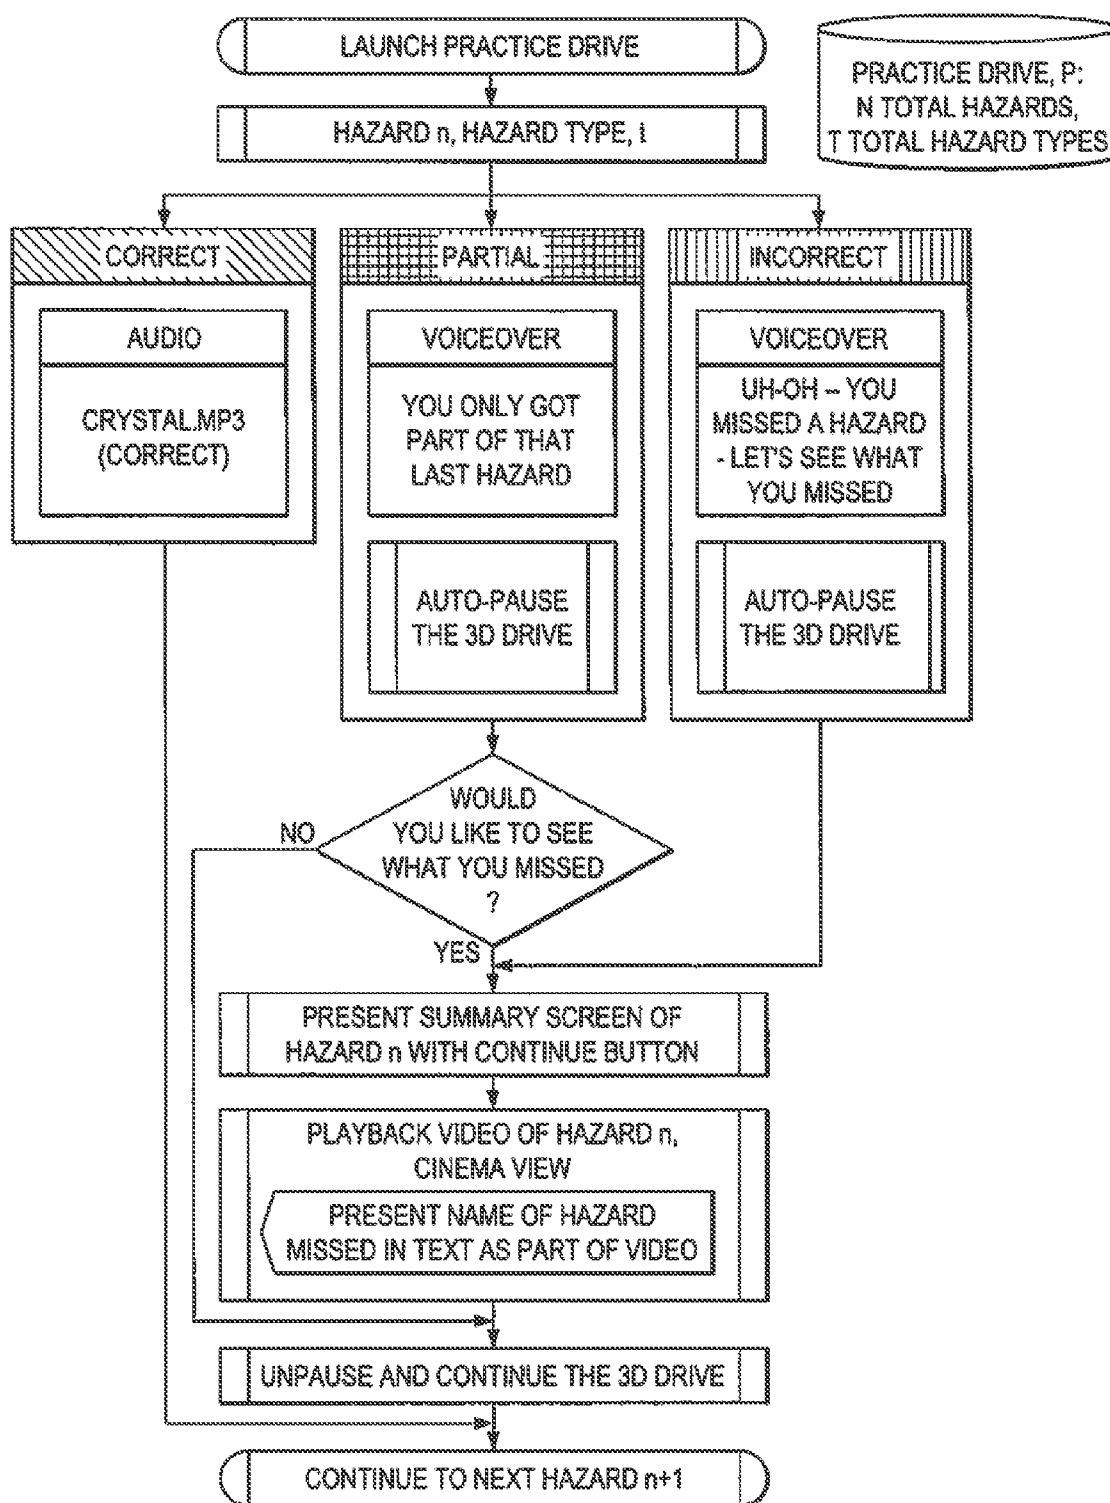 LAUNCH PRACTICE DRIVE
PRACTICE DRIVE, P:
N TOTAL HAZARDS,
T TOTAL HAZARD TYPES
HAZARD n, HAZARD TYPE, t
CORRECT
AUDIO
CRYSTAL.MP3
(CORRECT)
PARTIAL
VOICEOVER
YOU ONLY GOT
PART OF THAT
LAST HAZARD
AUTO-PAUSE
THE 3D DRIVE
INCORRECT
VOICEOVER
UH-OH – YOU
MISSED A HAZARD
- LET'S SEE WHAT
YOU MISSED
AUTO-PAUSE
THE 3D DRIVE
WOULD
YOU LIKE TO SEE
WHAT YOU MISSED
?
NO
YES
PRESENT SUMMARY SCREEN OF
HAZARD n WITH CONTINUE BUTTON
PLAYBACK VIDEO OF HAZARD n,
CINEMA VIEW
PRESENT NAME OF HAZARD
MISSED IN TEXT AS PART OF VIDEO
UNPAUSE AND CONTINUE THE 3D DRIVE
CONTINUE TO NEXT HAZARD n+1